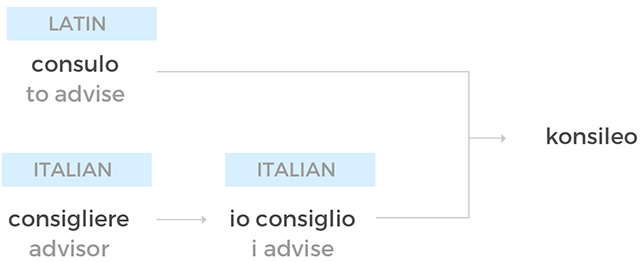 LATIN
consulo
to advise
konsileo
ITALIAN
consigliere
advisor
ITALIAN
io consiglio
i advise